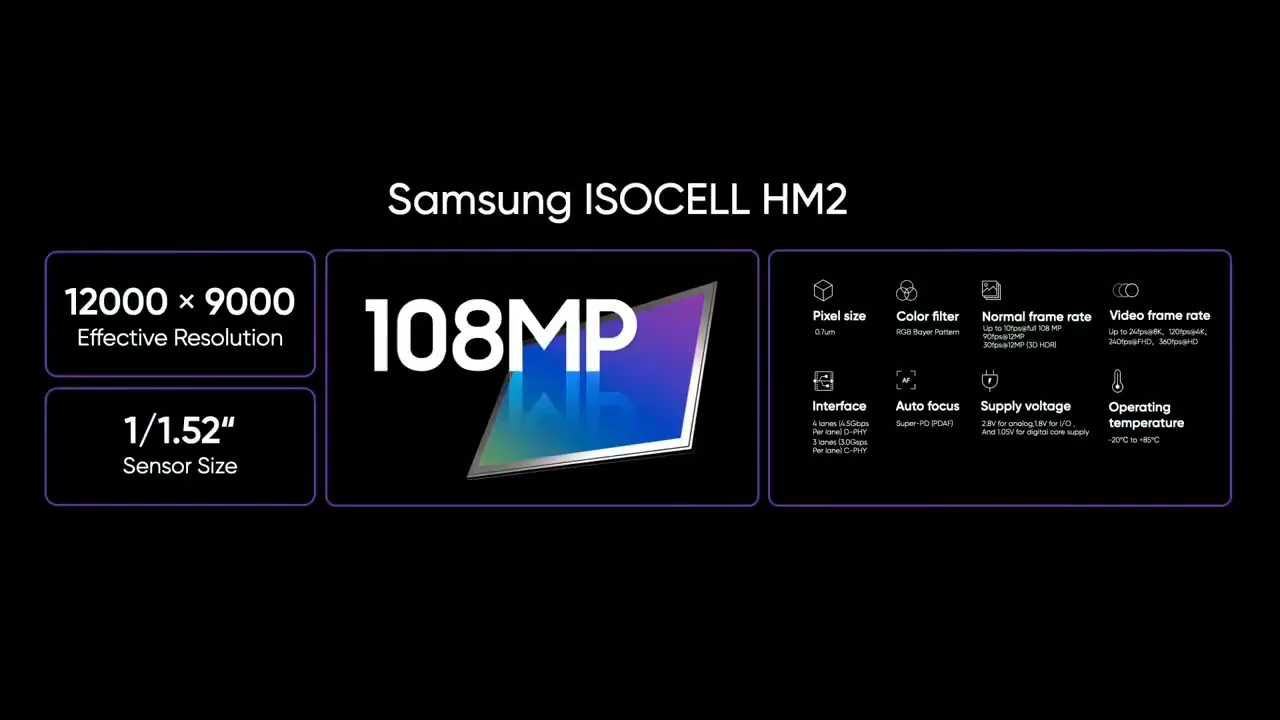 Samsung ISOCELL HM2
12000 × 9000
Effective Resolution
1/1.52“
Sensor Size
108MP
Pixel size
0.7um
Color filter
RGB Bayer Pattern
Normal frame rate
Up to 10fps@full 108 MP
90fps@12MP
30fps@12MP (3D HDR)
Video frame rate
Up to 24fps@8K, 120fps@4K,
240fps@FHD, 360fps@HD
Interface
4 lanes (4.5Gbps
Per lane) D-PHY
3 lanes (3.0Gsps
Per lane) C-PHY
AF
Auto focus
Super-PD (PDAF)
Supply voltage
2.8V for analog,1.8V for I/O ,
And 1.05V for digital core supply
Operating
temperature
-20°C to +85°C